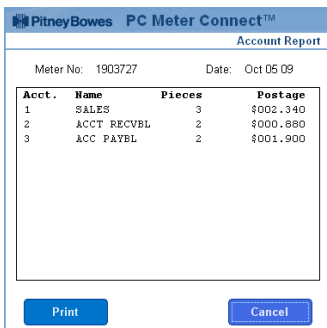 PitneyBowes PC Meter Connect™
Account Report
Meter No: 1903727 Date: Oct 05 09
Acct. Name Pieces Postage
1 SALES 3 $002.340
2 ACCT RECVBL 2 $000.880
3 ACC PAYBL 2 $001.900
Print Cancel